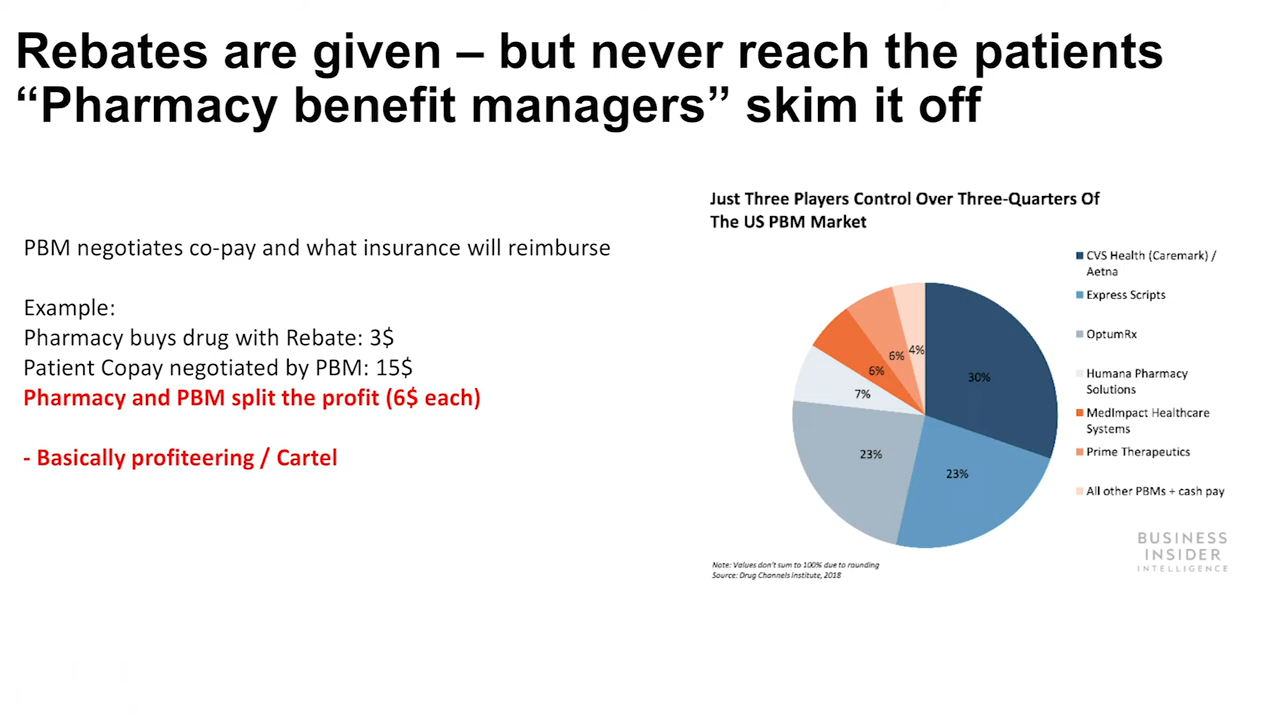 Rebates are given – but never reach the patients
“Pharmacy benefit managers” skim it off
PBM negotiates co-pay and what insurance will reimburse
Example:
Pharmacy buys drug with Rebate: 3$
Patient Copay negotiated by PBM: 15$
Pharmacy and PBM split the profit (6$ each)
- Basically profiteering / Cartel
Just Three Players Control Over Three-Quarters Of
The US PBM Market
30%
23%
23%
7%
6%
6%
4%
CVS Health (Caremark) /
Aetna
Express Scripts
OptumRx
Humana Pharmacy
Solutions
MedImpact Healthcare
Systems
Prime Therapeutics
All other PBMs + cash pay
Note: Values don't sum to 100% due to rounding
Source: Drug Channels Institute, 2018
BUSINESS
INSIDER
INTELLIGENCE